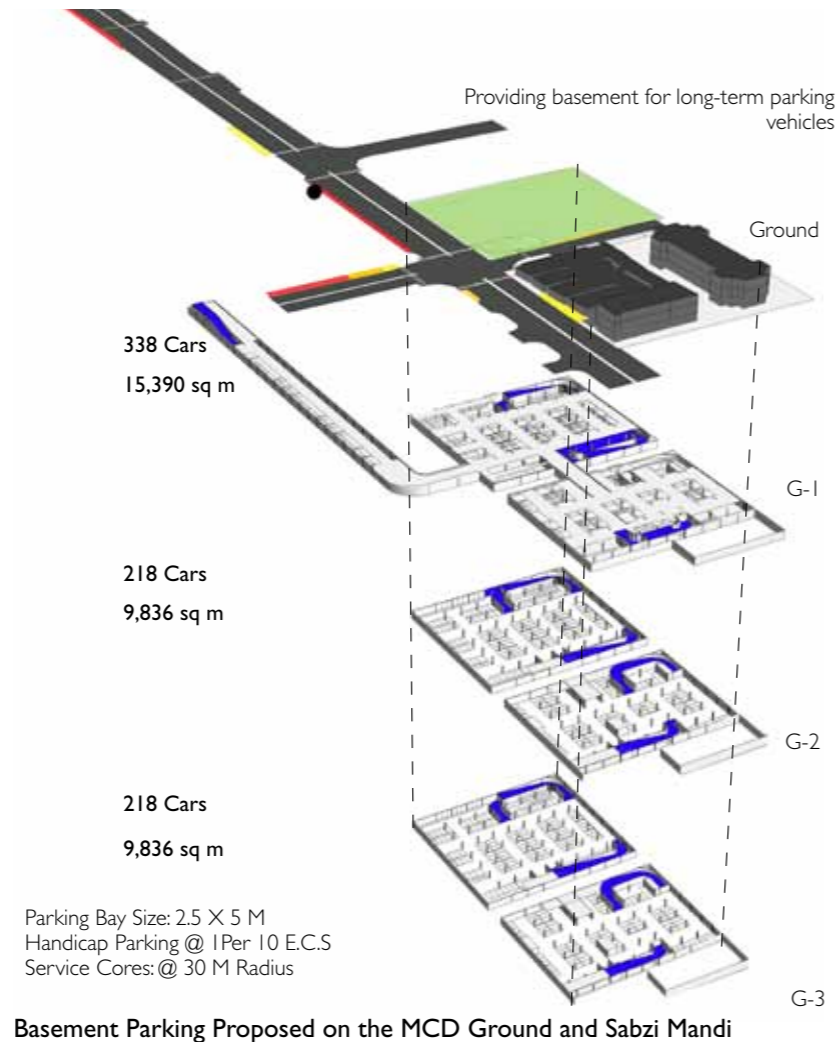 Providing basement for long-term parking
vehicles
Ground
338 Cars
15,390 sq m
G-1
218 Cars
9,836 sq m
G-2
218 Cars
9,836 sq m
Parking Bay Size: 2.5 X 5 M
Handicap Parking @ 1Per 10 E.C.S
Service Cores: @ 30 M Radius
G-3
Basement Parking Proposed on the MCD Ground and Sabzi Mandi